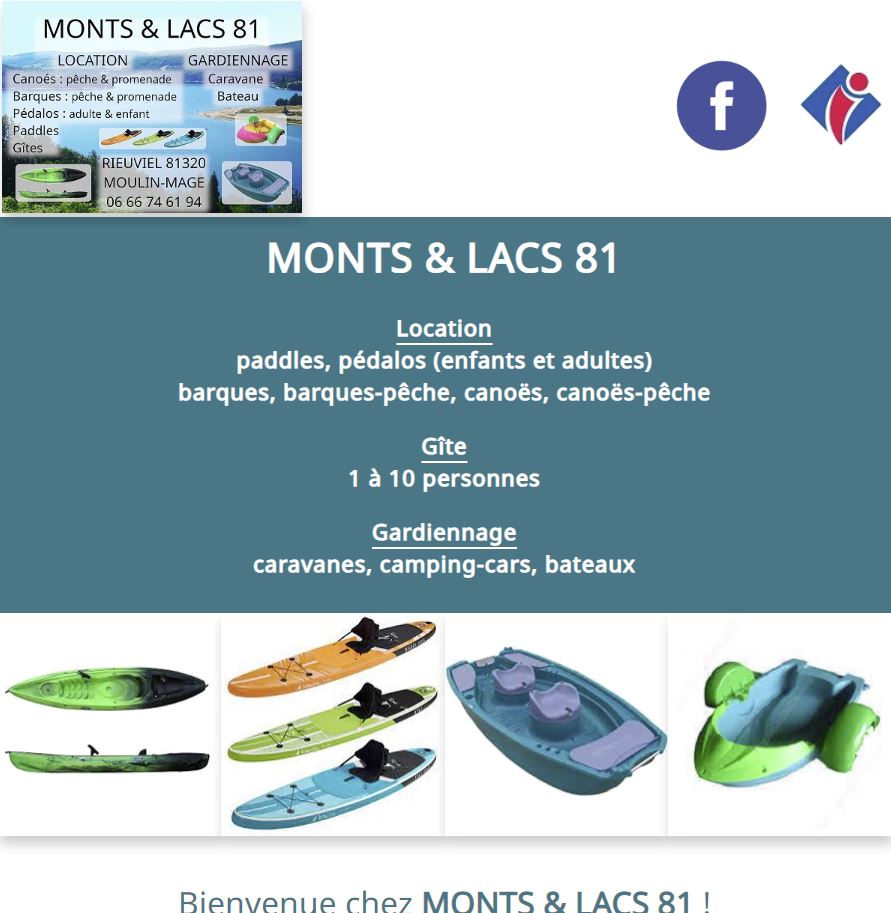 MONTS & LACS 81
LOCATION
Canoés : pêche & promenade
Barques : pêche & promenade
Pédalos : adulte & enfant
Paddles
Gîtes
GARDIENNAGE
Caravane
Bateau
RIEUVIEL 81320
MOULIN-MAGE
06 66 74 61 94
f
MONTS & LACS 81
Location
paddles, pédalos (enfants et adultes)
barques, barques-pêche, canoës, canoës-pêche
Gîte
1 à 10 personnes
Gardiennage
caravanes, camping-cars, bateaux
Bienvenue chez MONTS & LACS 81 !